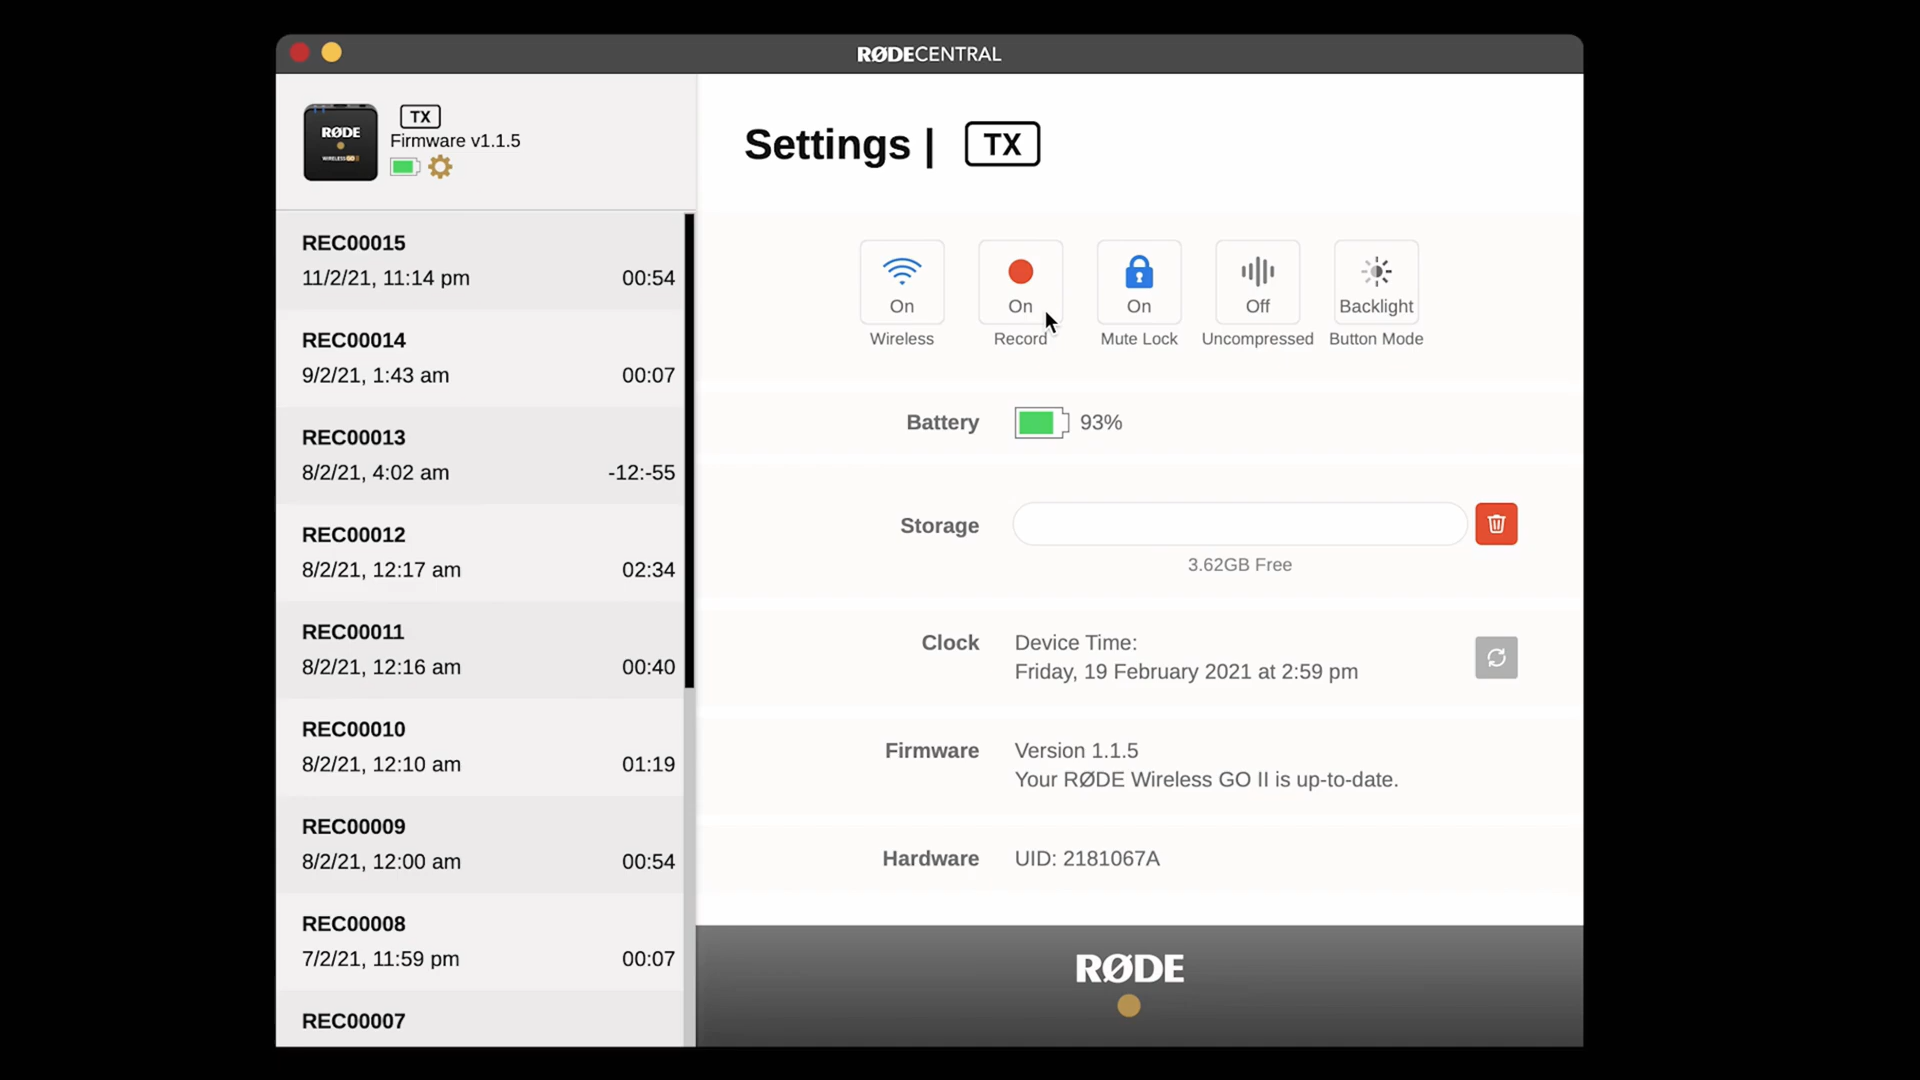 RØDECENTRAL
RØDE
WIRELESS GO II
TX
Firmware v1.1.5
REC00015
11/2/21, 11:14 pm 00:54
REC00014
9/2/21, 1:43 am 00:07
REC00013
8/2/21, 4:02 am -12:-55
REC00012
8/2/21, 12:17 am 02:34
REC00011
8/2/21, 12:16 am 00:40
REC00010
8/2/21, 12:10 am 01:19
REC00009
8/2/21, 12:00 am 00:54
REC00008
7/2/21, 11:59 pm 00:07
REC00007
Settings | TX
On On On Off Backlight
Wireless Record Mute Lock Uncompressed Button Mode
Battery 93%
Storage
3.62GB Free
Clock Device Time:
Friday, 19 February 2021 at 2:59 pm
Firmware Version 1.1.5
Your RØDE Wireless GO II is up-to-date.
Hardware UID: 2181067A
RØDE